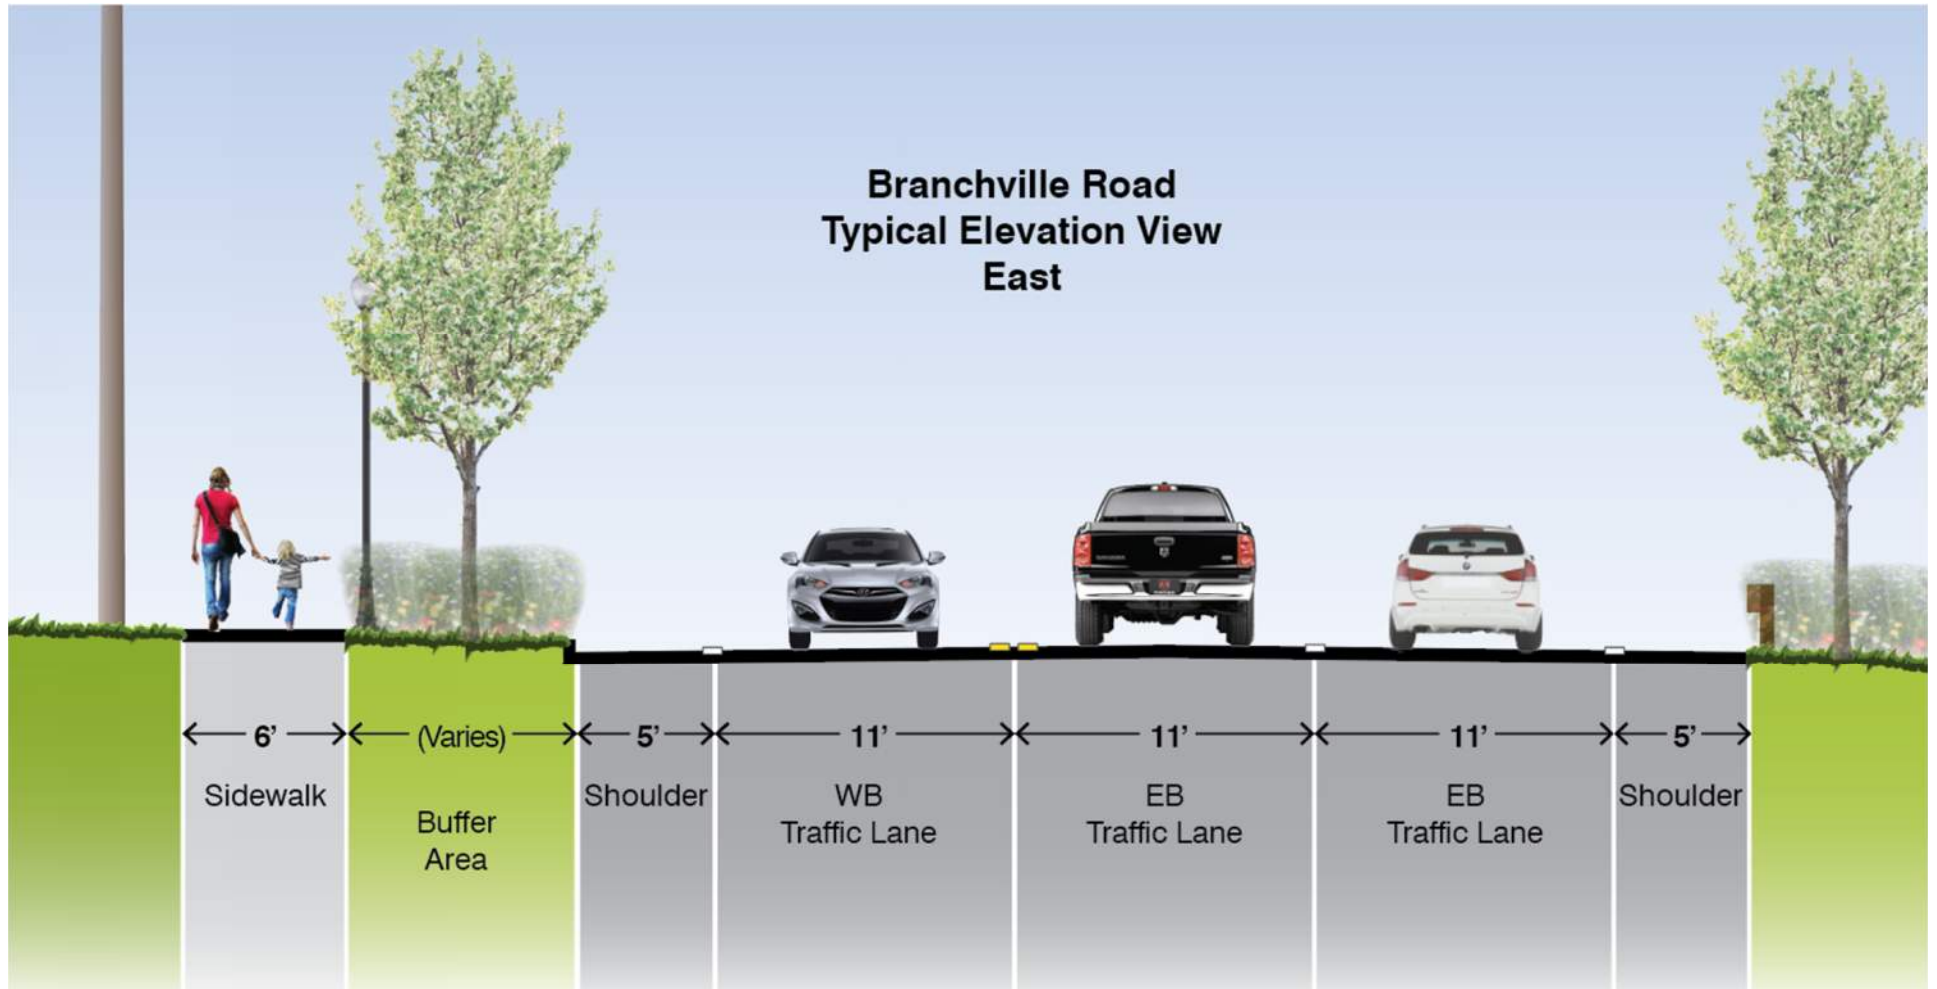 Branchville Road
Typical Elevation View
East
6’
(Varies)
5’
11’
11’
11’
5’
Sidewalk
Buffer
Area
Shoulder
WB
Traffic Lane
EB
Traffic Lane
EB
Traffic Lane
Shoulder